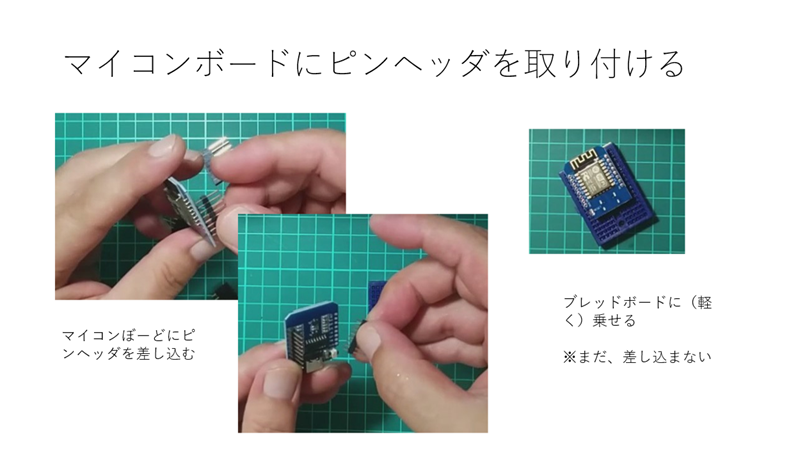 マイコンボードにピンヘッダを取り付ける
マイコンぼーどにピ
ンヘッダを差し込む
ブレッドボードに（軽
く）乗せる
※まだ、差し込まない